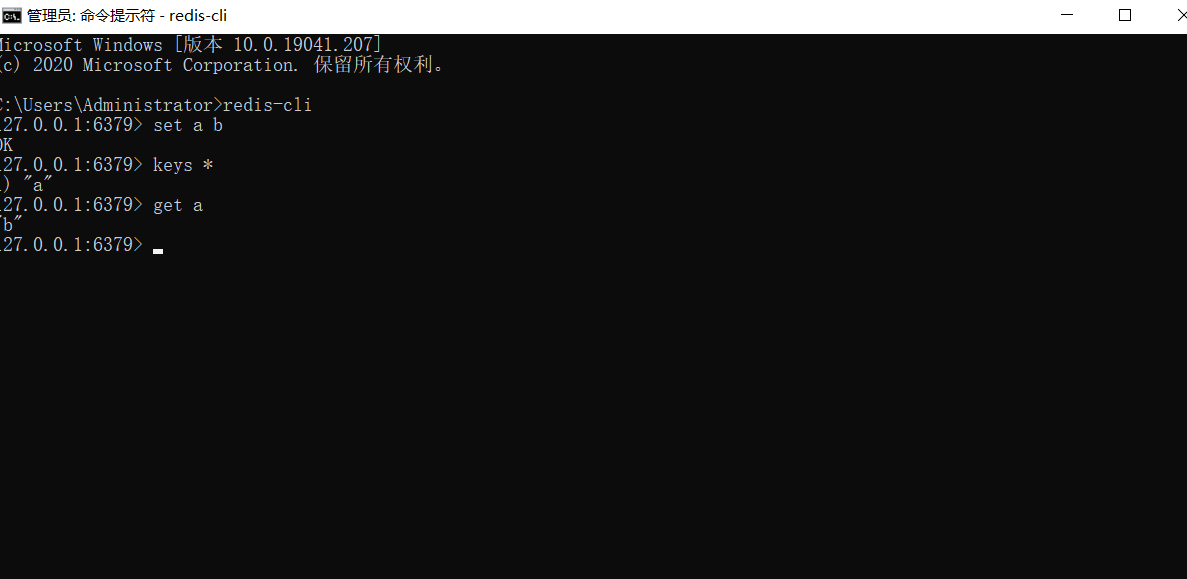 管理员: 命令提示符 - redis-cli
Microsoft Windows [版本 10.0.19041.207]
(c) 2020 Microsoft Corporation. 保留所有权利。
C:\Users\Administrator>redis-cli
127.0.0.1:6379> set a b
OK
127.0.0.1:6379> keys *
1) "a"
127.0.0.1:6379> get a
"b"
127.0.0.1:6379>